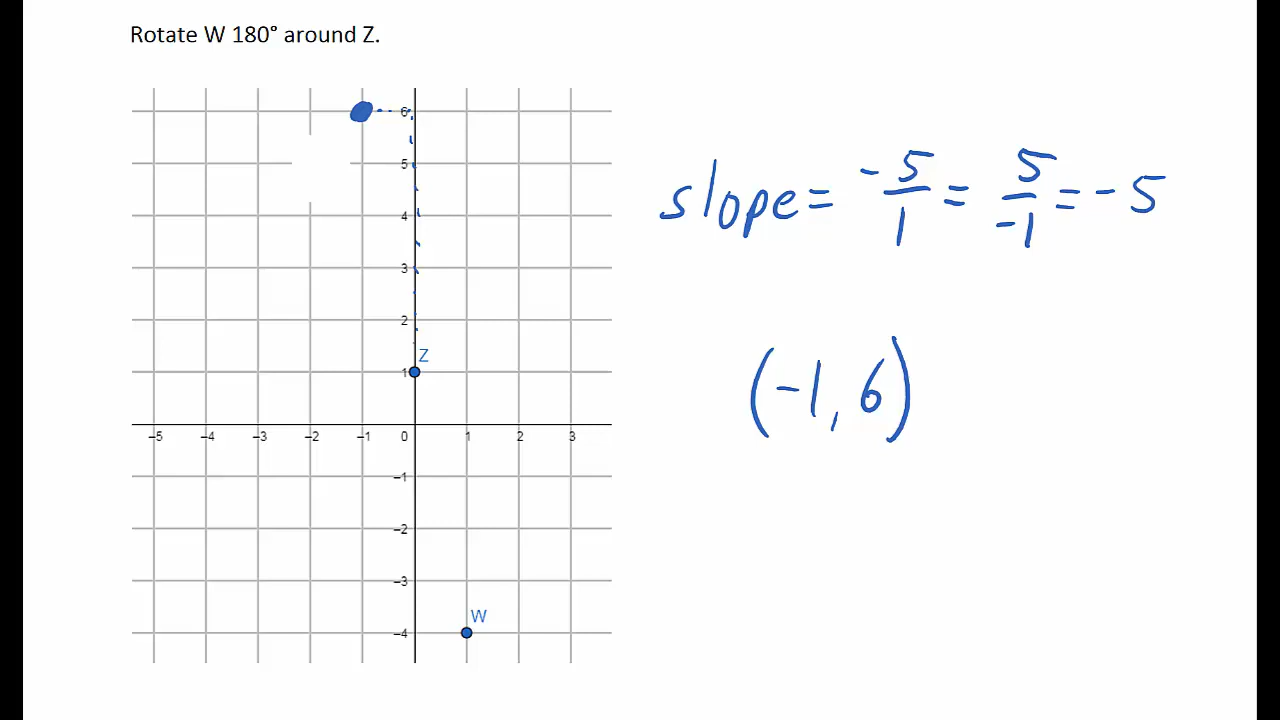 Rotate W 180° around Z.
6
5
4
3
2
Z
1
–5 –4 –3 –2 –1 0 1 2 3
–1
–2
–3
W
–4
slope = -5/1 = 5/-1 = -5
(-1, 6)